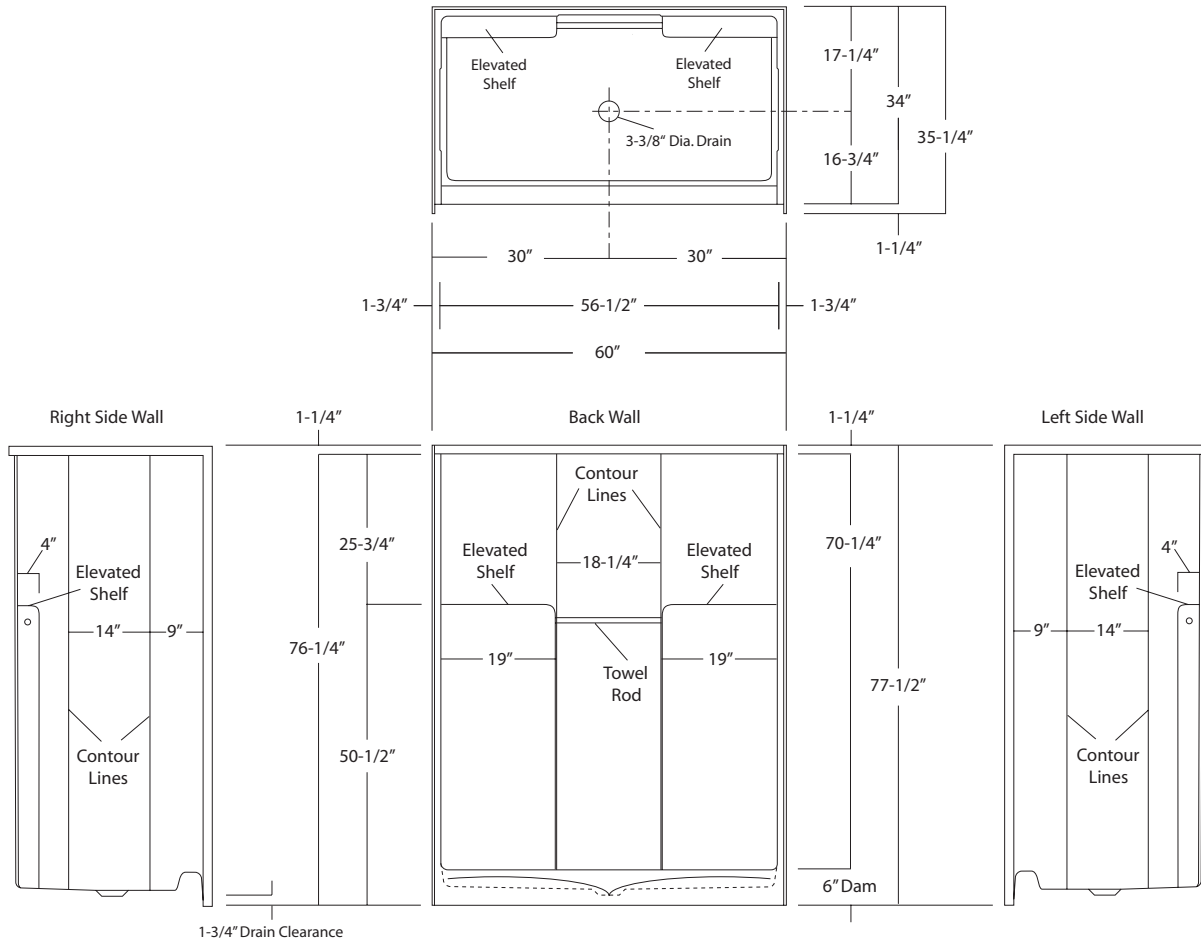 Elevated
Shelf
Elevated
Shelf
3-3/8“ Dia. Drain
17-1/4”
34”
35-1/4”
16-3/4”
1-1/4”
30”
30”
1-3/4”
56-1/2”
1-3/4”
60”
Right Side Wall
1-1/4”
Back Wall
1-1/4”
Left Side Wall
Contour
Lines
4”
25-3/4”
70-1/4”
4”
Elevated
Shelf
Elevated
Shelf
18-1/4”
Elevated
Shelf
Elevated
Shelf
14”
9”
76-1/4”
19”
Towel
Rod
19”
77-1/2”
9”
14”
Contour
Lines
50-1/2”
Contour
Lines
6” Dam
1-3/4” Drain Clearance